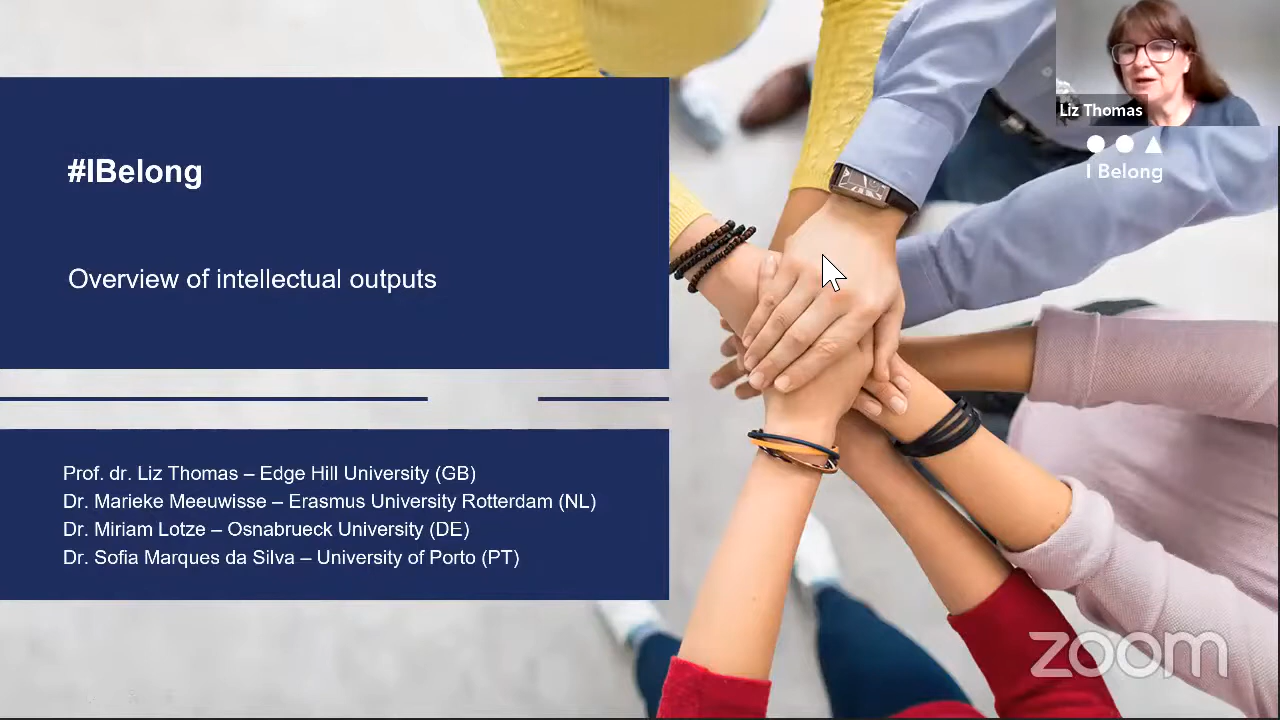 #IBelong
Overview of intellectual outputs
Prof. dr. Liz Thomas – Edge Hill University (GB)
Dr. Marieke Meeuwisse – Erasmus University Rotterdam (NL)
Dr. Miriam Lotze – Osnabrueck University (DE)
Dr. Sofia Marques da Silva – University of Porto (PT)
Liz Thomas
I Belong
zoom